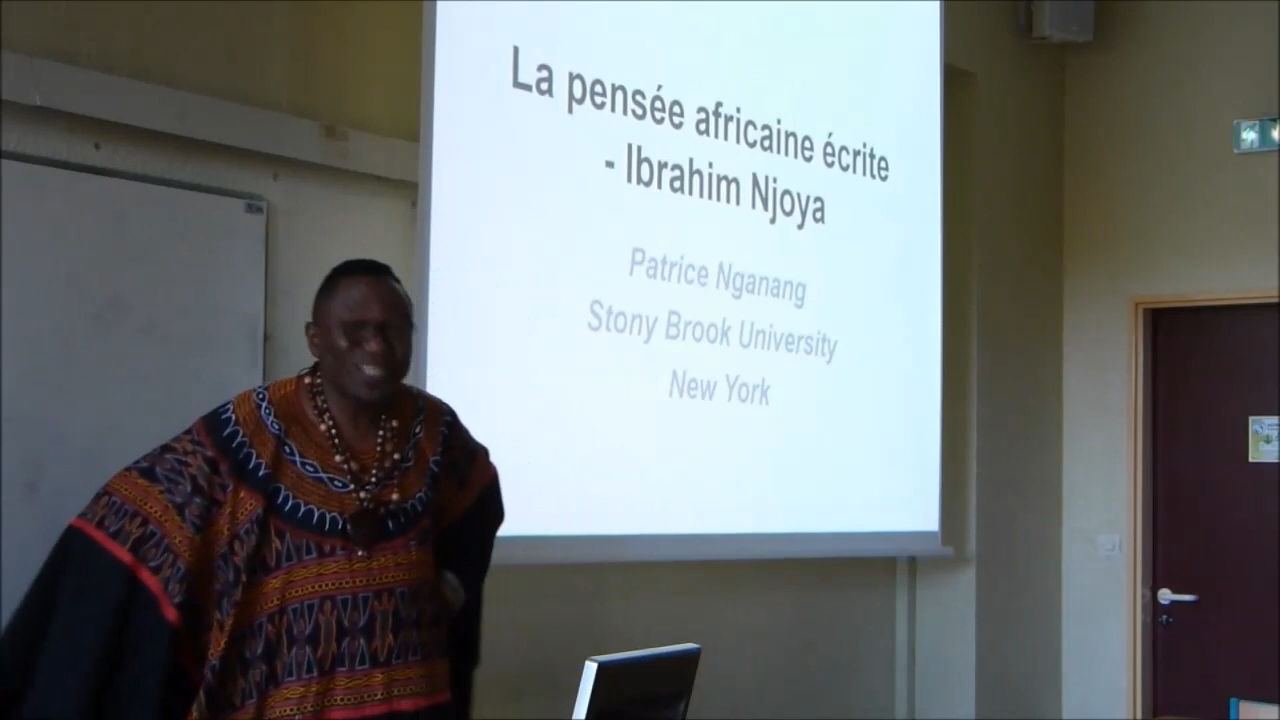 La pensée africaine écrite
- Ibrahim Njoya
Patrice Nganang
Stony Brook University
New York